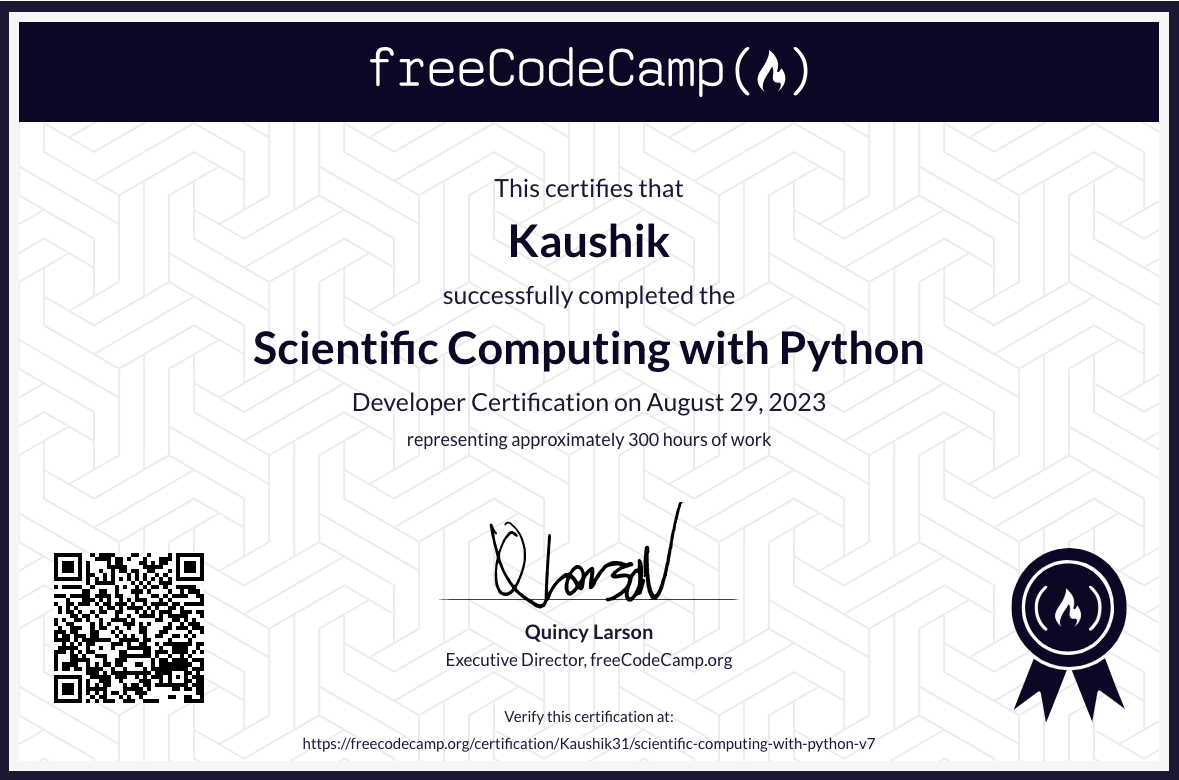 freeCodeCamp
This certifies that
Kaushik
successfully completed the
Scientific Computing with Python
Developer Certification on August 29, 2023
representing approximately 300 hours of work
Q Larson
Quincy Larson
Executive Director, freeCodeCamp.org
Verify this certification at:
https://freecodecamp.org/certification/Kaushik31/scientific-computing-with-python-v7